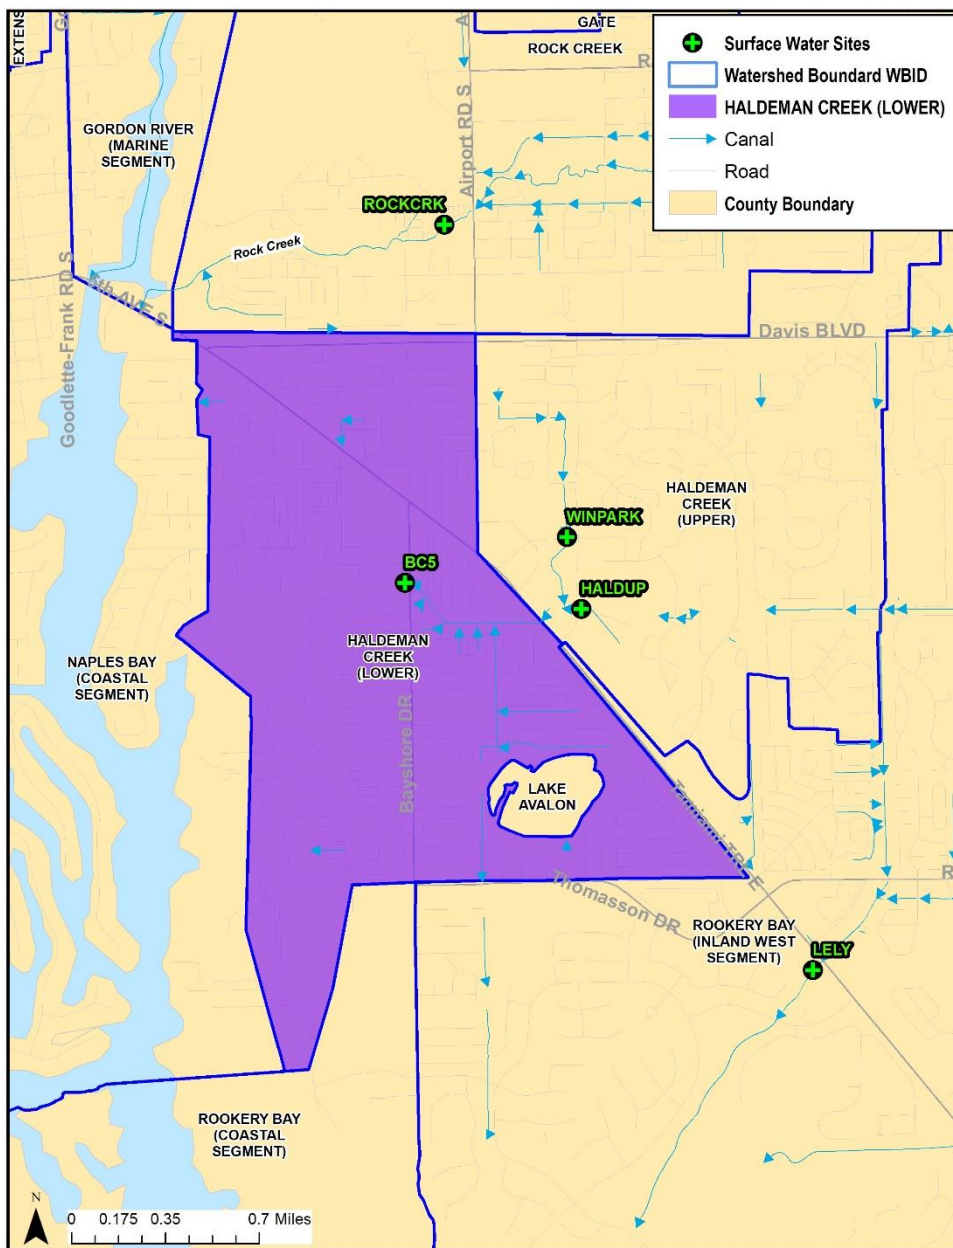 EXTENS
Go
A
GATE
ROCK CREEK
R
Surface Water Sites
Watershed Boundard WBID
HALDEMAN CREEK (LOWER)
Canal
Road
County Boundary
GORDON RIVER
(MARINE
SEGMENT)
Airport RD S
ROCKCRK
Rock Creek
Goodlette-Frank RD S
5th AVE S
Davis BLVD
WINPARK
HALDEMAN
CREEK
(UPPER)
BC5
HALDUP
HALDEMAN
CREEK
(LOWER)
NAPLES BAY
(COASTAL
SEGMENT)
Bayshore DR
LAKE
AVALON
Thomasson DR
R
ROOKERY BAY
(INLAND WEST
SEGMENT)
LELY
ROOKERY BAY
(COASTAL
SEGMENT)
N
0 0.175 0.35 0.7 Miles